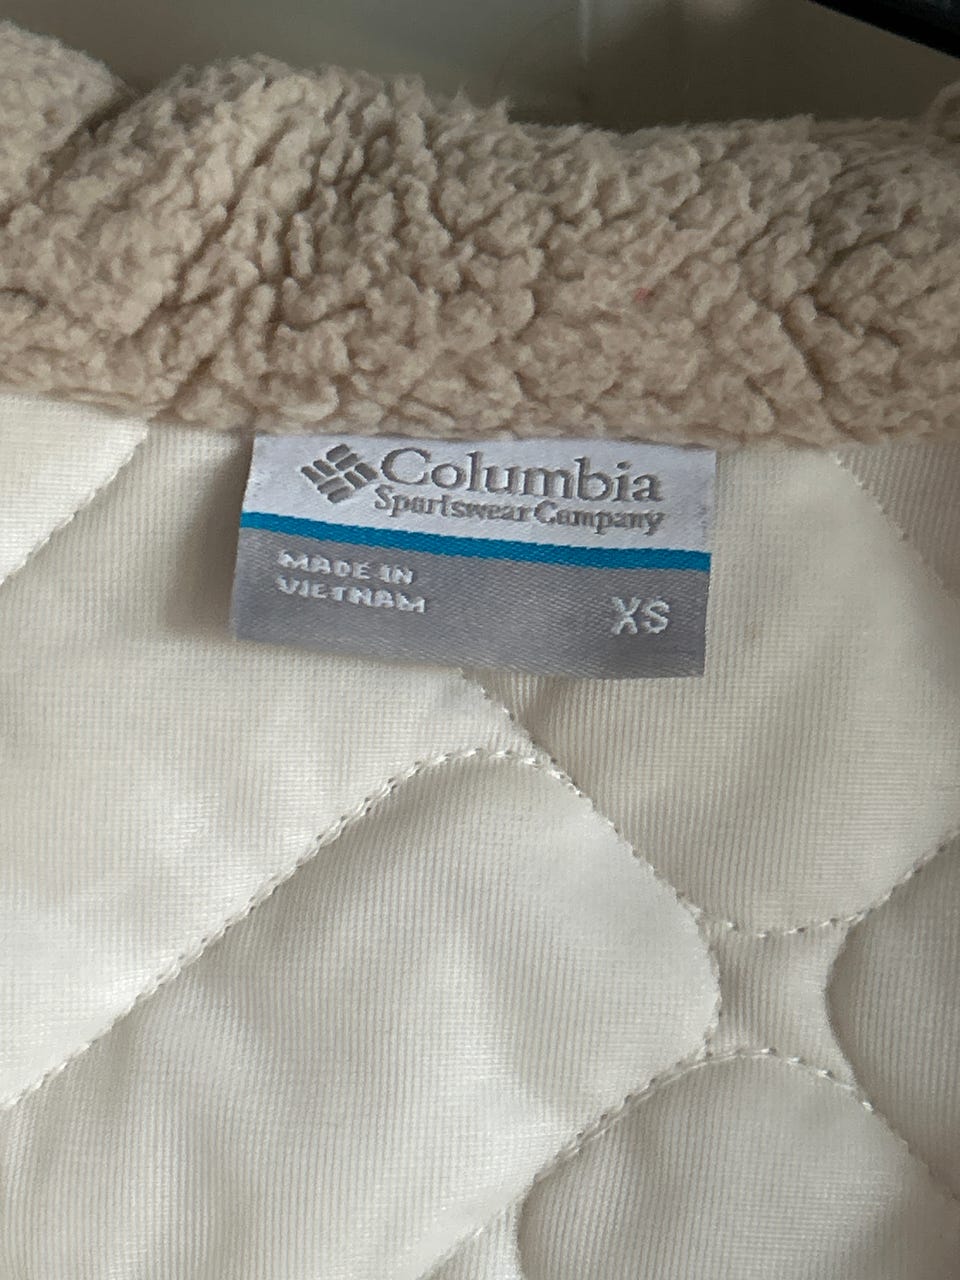 Columbia
Sportswear Company
MADE IN
VIETNAM
XS